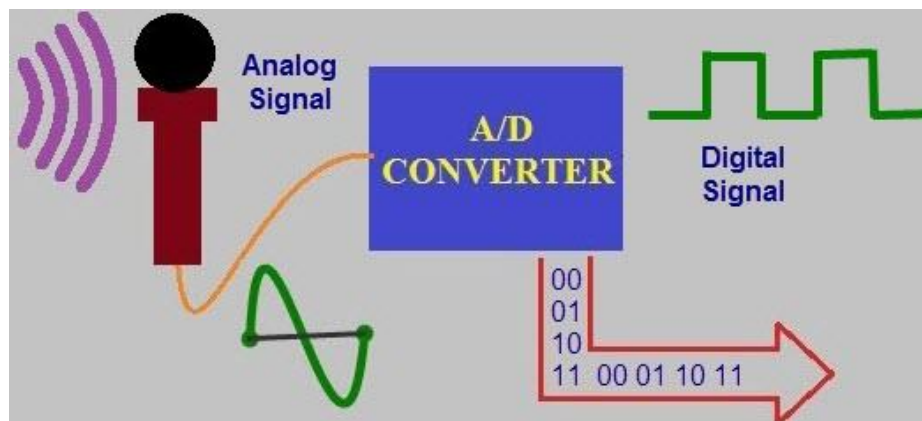 Analog
Signal
A/D
CONVERTER
Digital
Signal
00
01
10
11 00 01 10 11